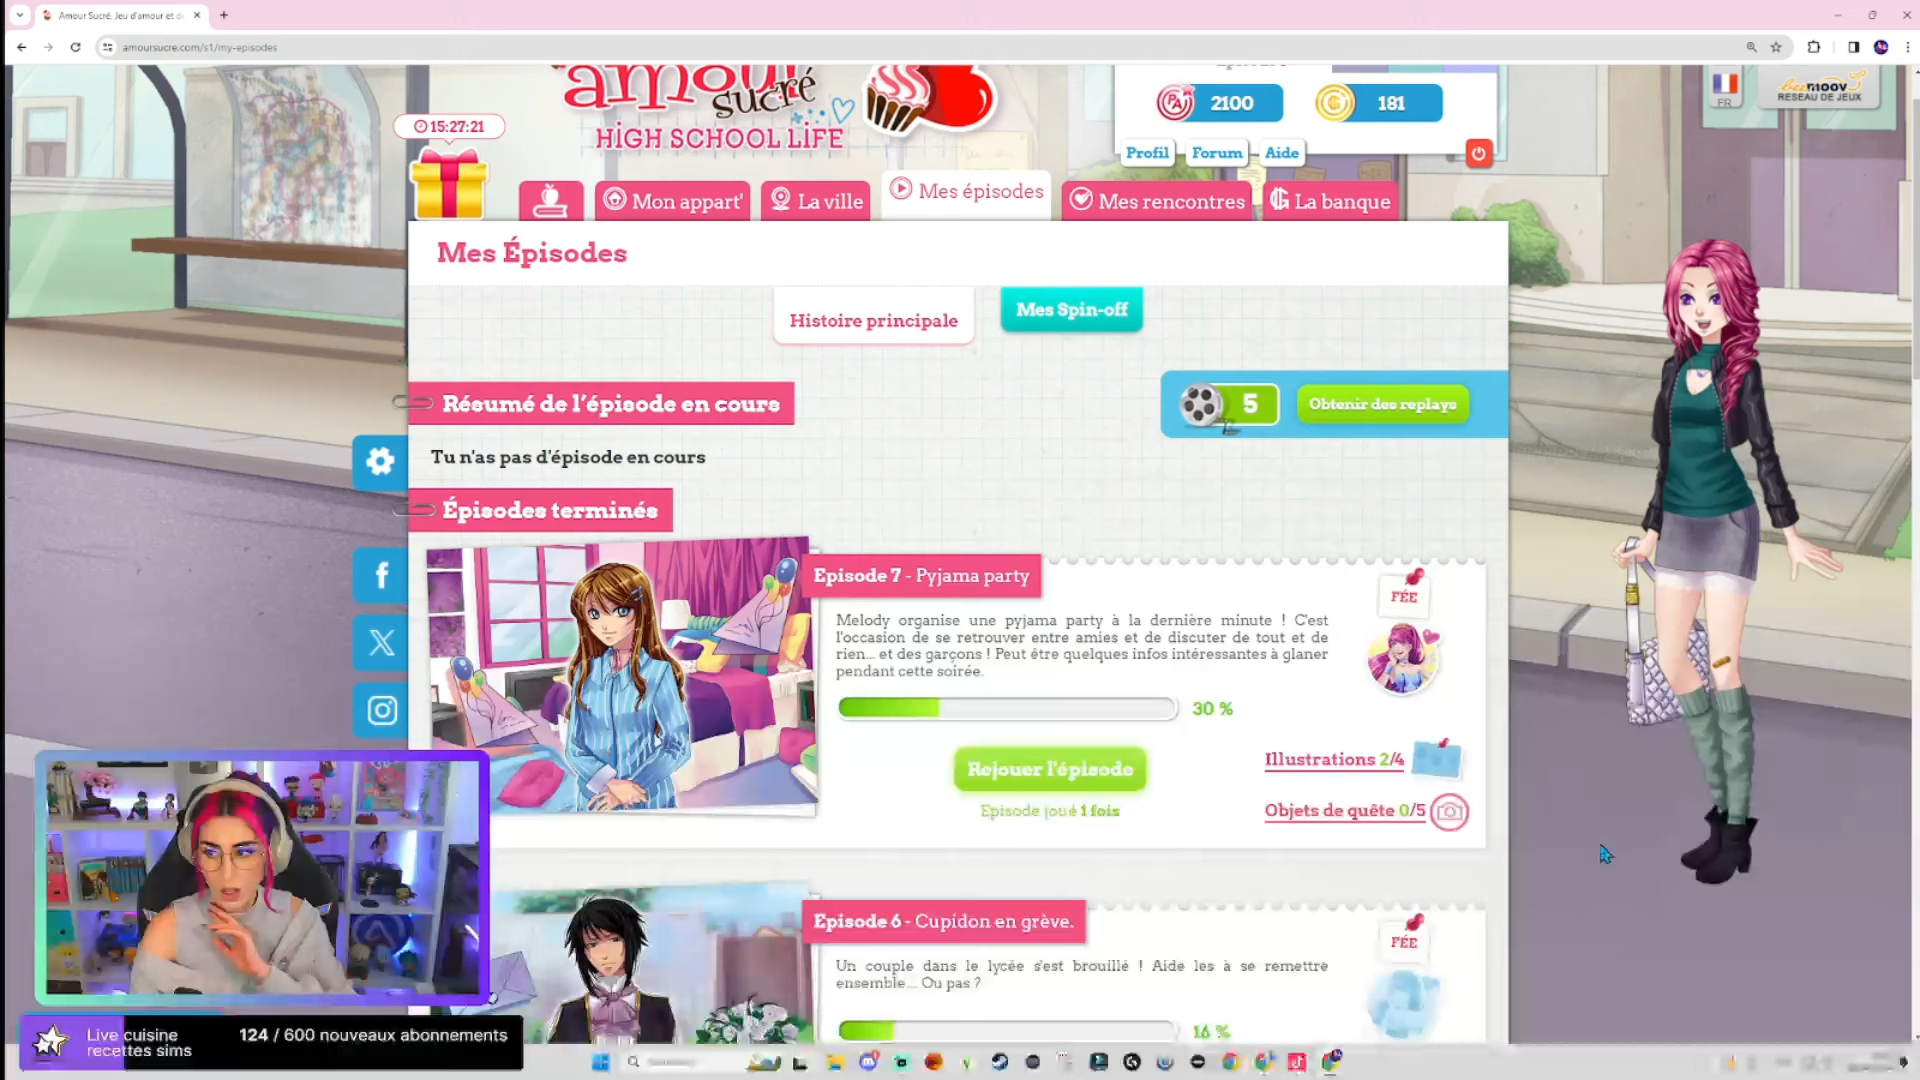 Amour Sucré, Jeu d'amour et d
amoursucre.com/s1/my-episodes
amour
sucré
HIGH SCHOOL LIFE
15:27:21
PA
2100
181
FR
beemoov
RESEAU DE JEUX
Profil
Forum
Aide
Mon appart'
La ville
Mes épisodes
Mes rencontres
La banque
Mes Épisodes
Histoire principale
Mes Spin-off
Résumé de l'épisode en cours
5
Obtenir des replays
Tu n'as pas d'épisode en cours
Épisodes terminés
Episode 7 - Pyjama party
FÉE
Melody organise une pyjama party à la dernière minute ! C'est
l'occasion de se retrouver entre amies et de discuter de tout et de
rien... et des garçons ! Peut être quelques infos intéressantes à glaner
pendant cette soirée.
30 %
Rejouer l'épisode
Episode joué 1 fois
Illustrations 2/4
Objets de quête 0/5
Episode 6 - Cupidon en grève.
FÉE
Un couple dans le lycée s'est brouillé ! Aide les à se remettre
ensemble... Ou pas ?
16 %
Live cuisine
recettes sims
124 / 600 nouveaux abonnements